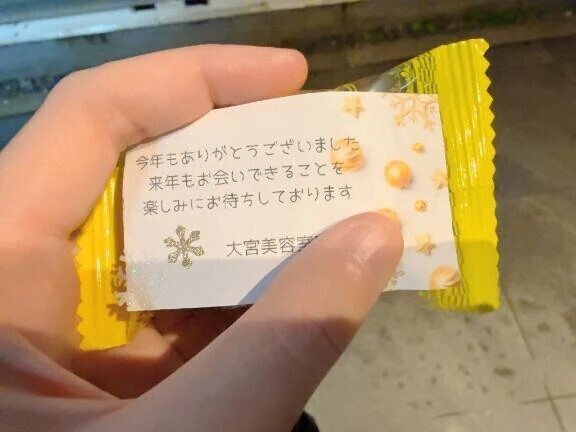 今年もありがとうございました
来年もお会いできることを
楽しみにお待ちしております
大宮美容室